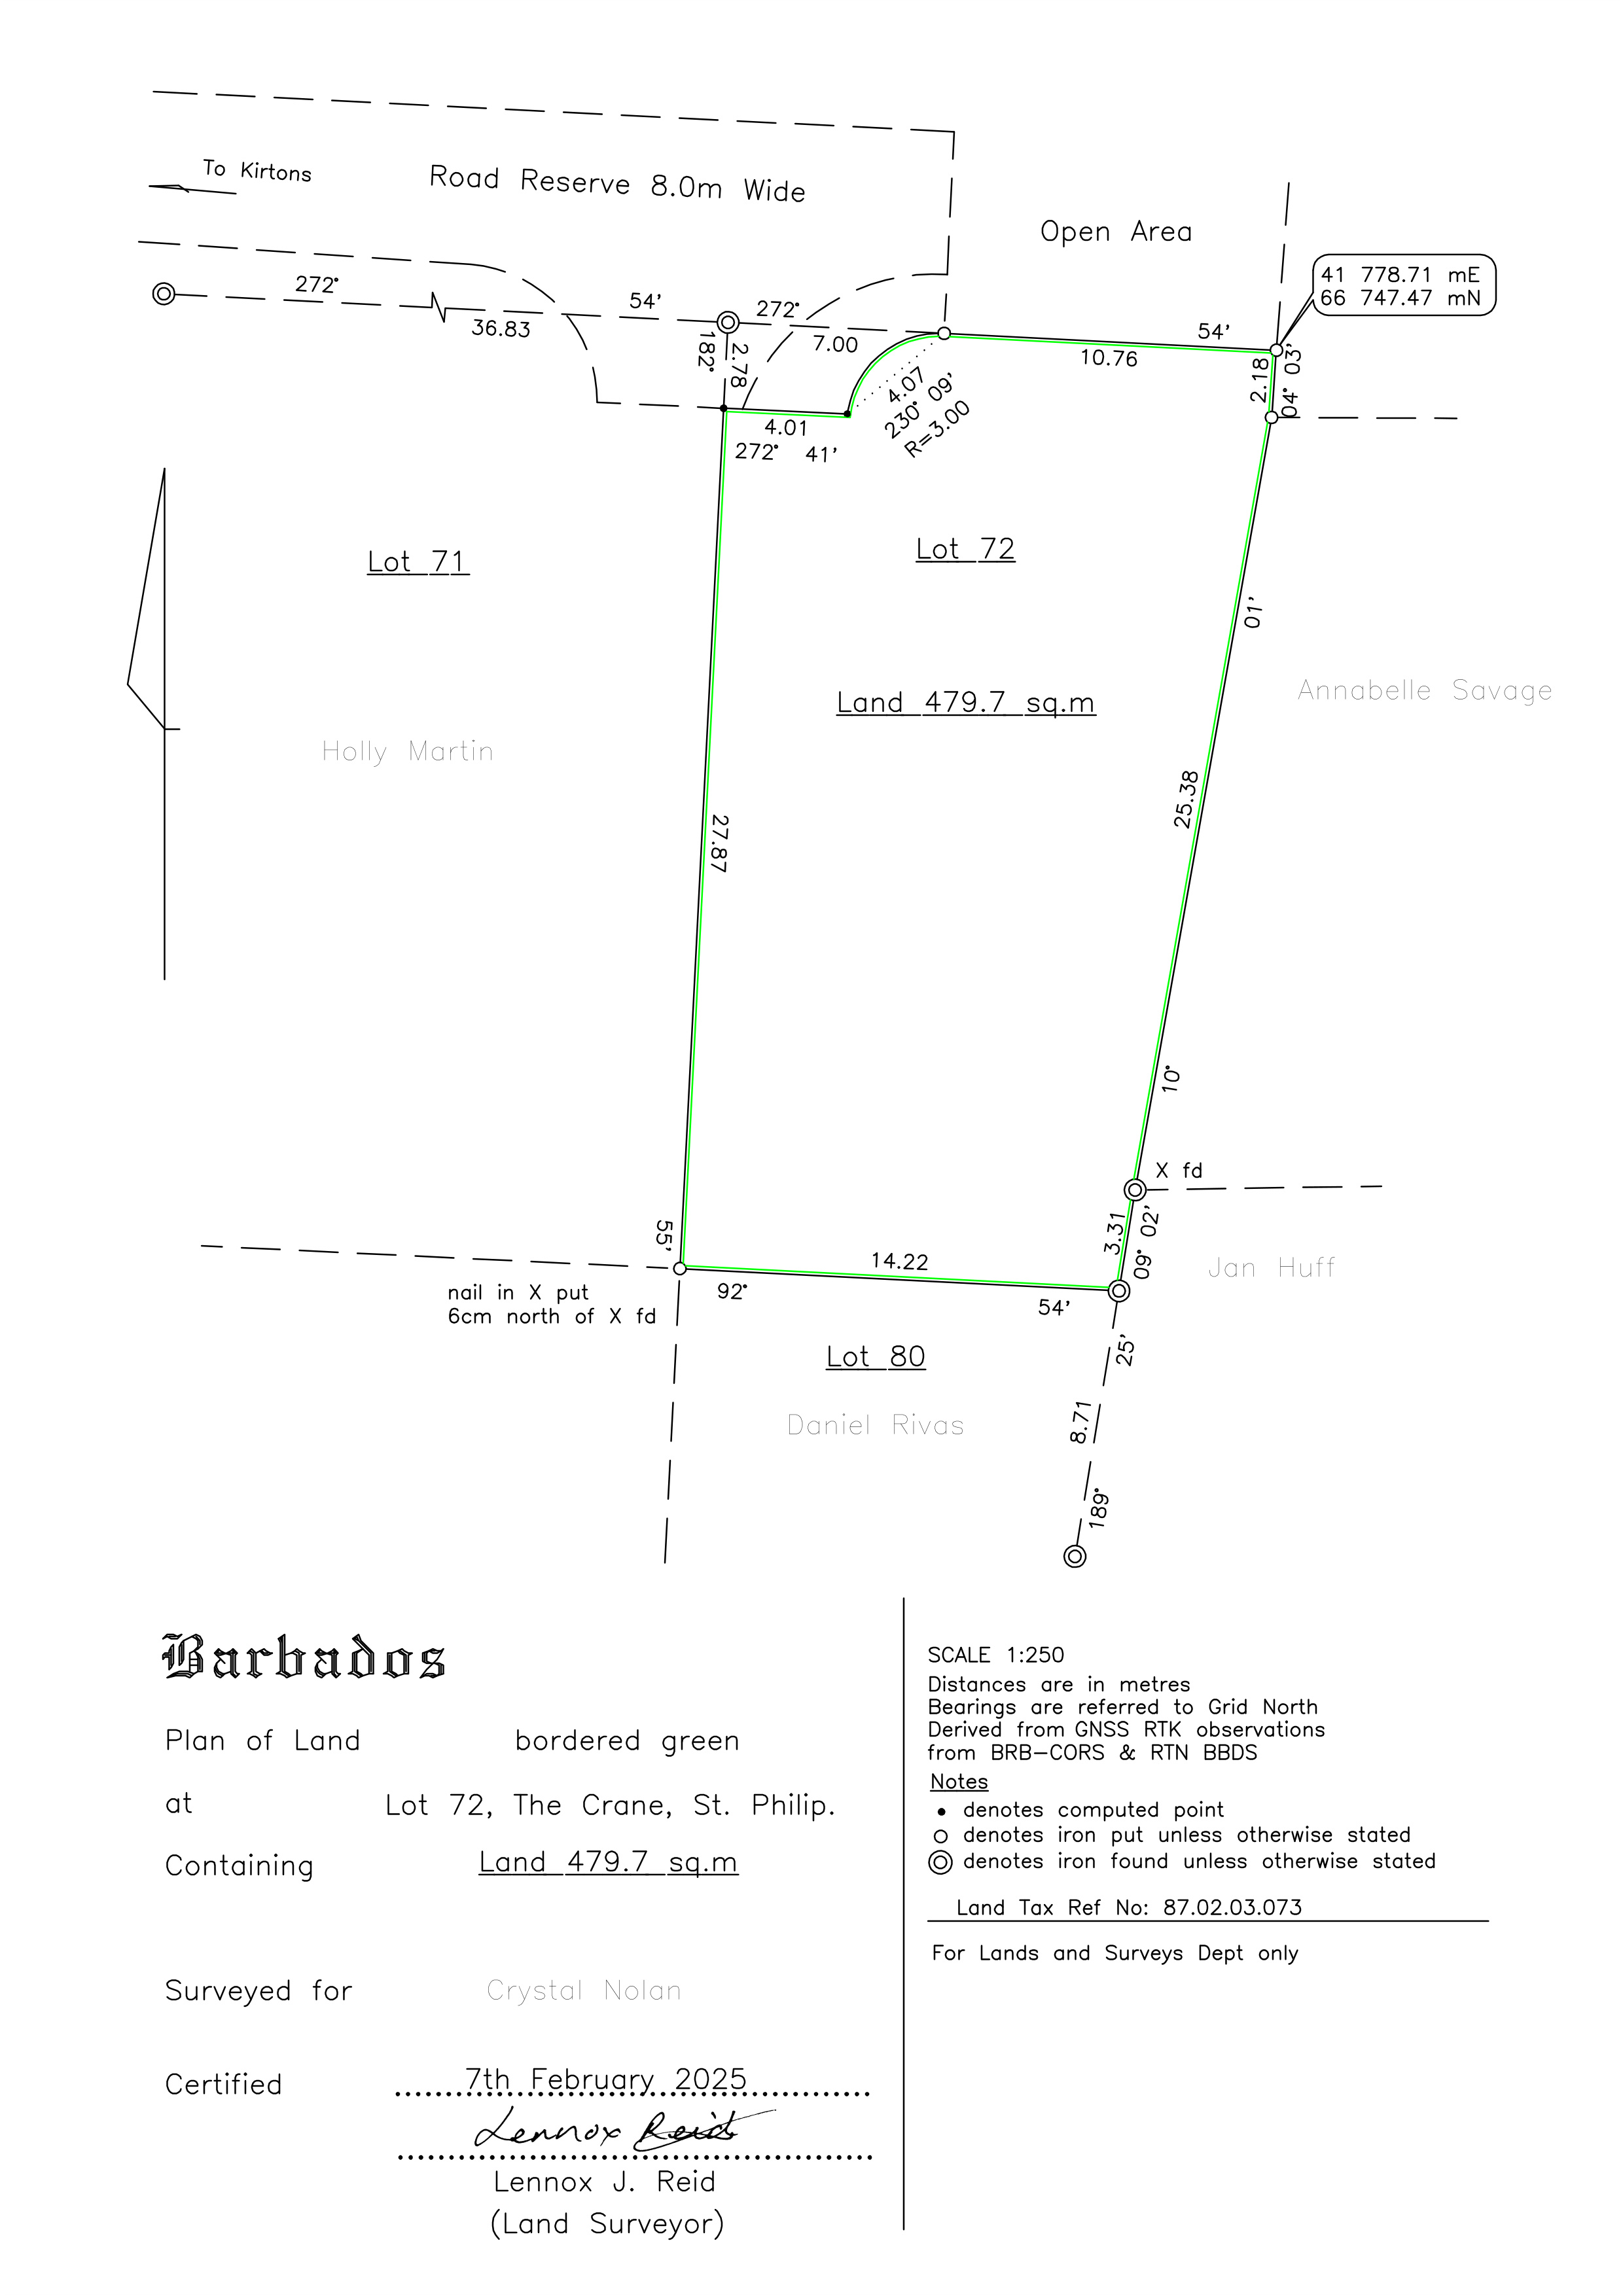 To Kirtons
Road Reserve 8.0m Wide
Open Area
41 778.71 mE
66 747.47 mN
272°
54'
36.83
272°
7.00
54'
10.76
182°
2.78
4.07
230° 09'
R=3.00
2.18
04° 03'
4.01
272° 41'
Lot 71
Lot 72
01'
Land 479.7 sq.m
Annabelle Savage
Holly Martin
27.87
25.38
10°
X fd
55'
3.31
09° 02'
14.22
92°
54'
Jan Huff
nail in X put
6cm north of X fd
Lot 80
25'
Daniel Rivas
8.71
189°
Barbados
Plan of Land bordered green
at Lot 72, The Crane, St. Philip.
Containing Land 479.7 sq.m
Surveyed for Crystal Nolan
Certified 7th February 2025
Lennox Reid
Lennox J. Reid
(Land Surveyor)
SCALE 1:250
Distances are in metres
Bearings are referred to Grid North
Derived from GNSS RTK observations
from BRB-CORS & RTN BBDS
Notes
denotes computed point
denotes iron put unless otherwise stated
denotes iron found unless otherwise stated
Land Tax Ref No: 87.02.03.073
For Lands and Surveys Dept only